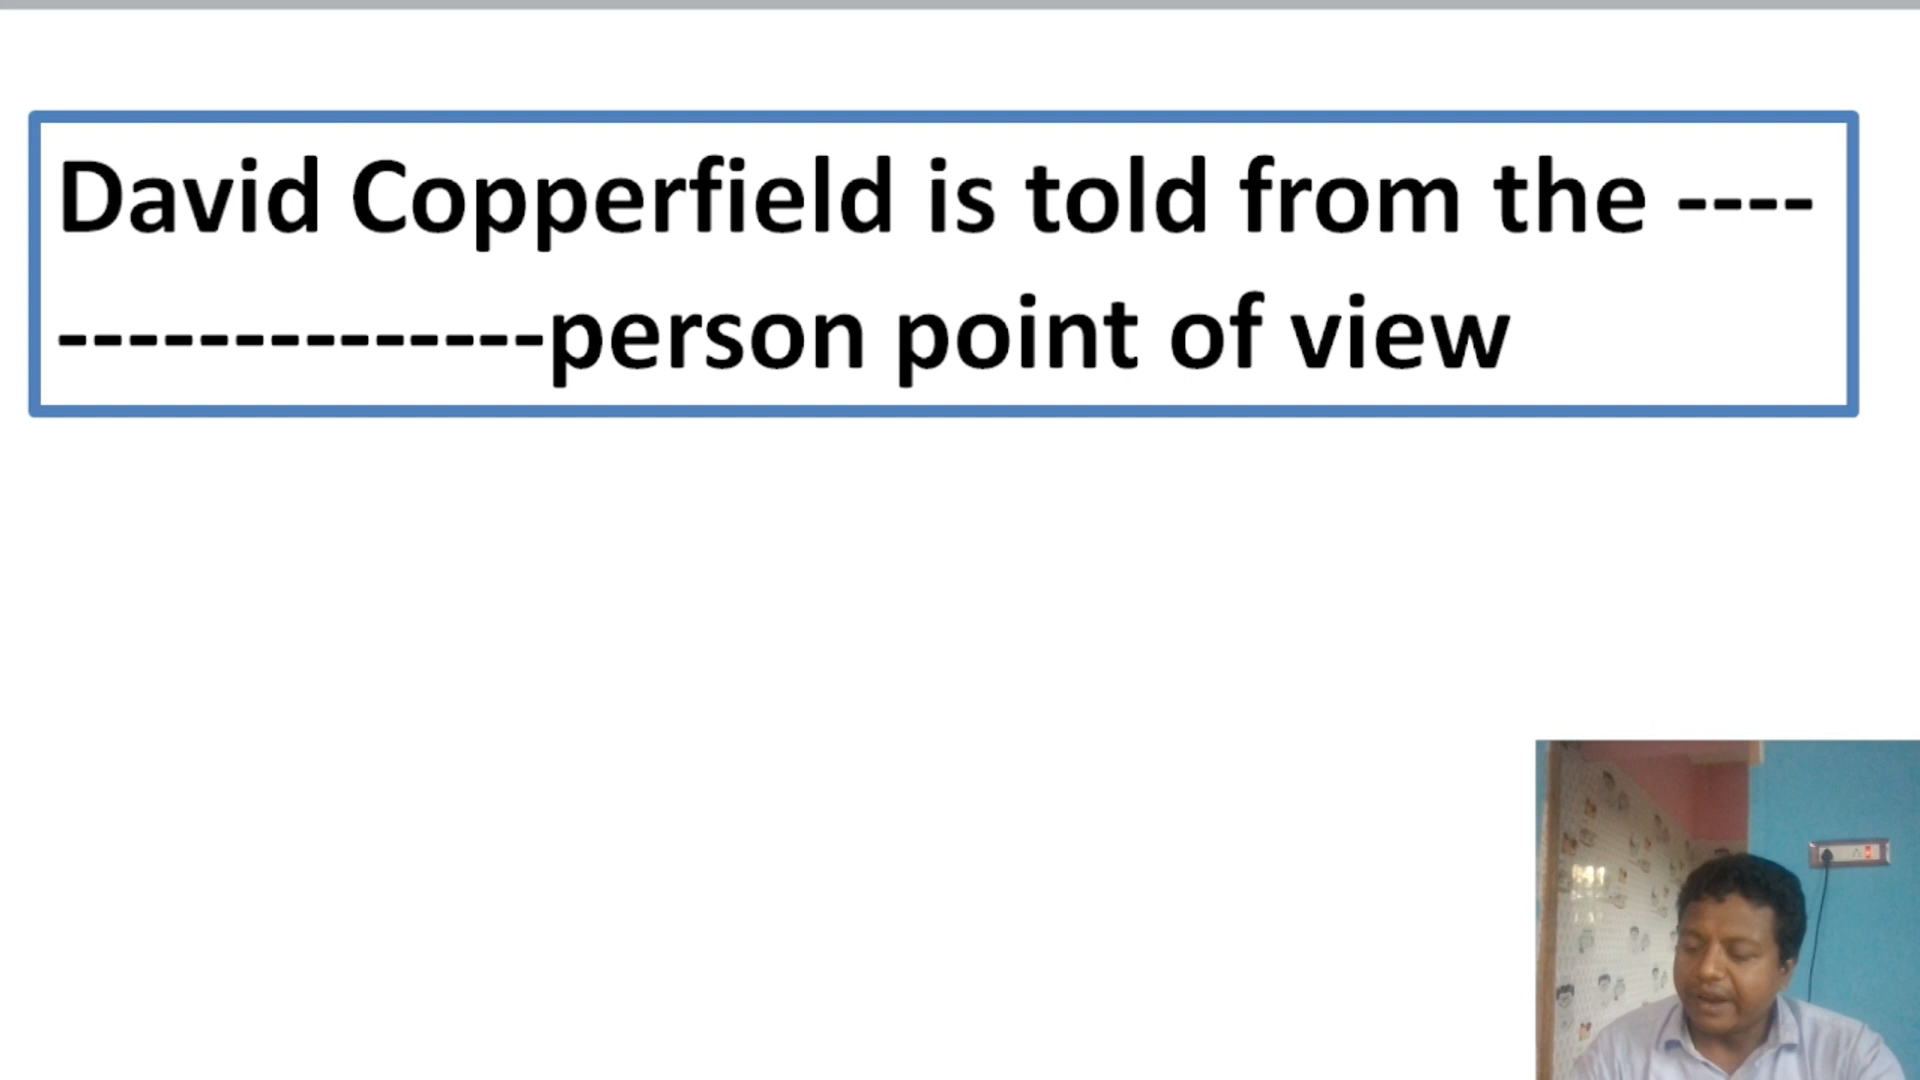 David Copperfield is told from the ----
--------------person point of view